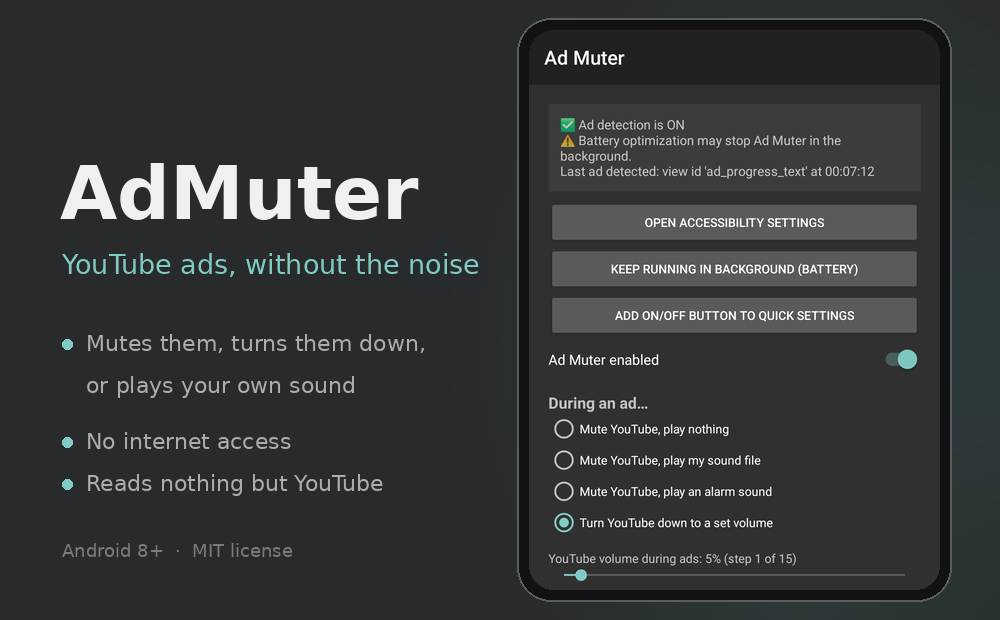 AdMuter
YouTube ads, without the noise
Mutes them, turns them down,
or plays your own sound
No internet access
Reads nothing but YouTube
Android 8+ · MIT license
Ad Muter
✅ Ad detection is ON
⚠️ Battery optimization may stop Ad Muter in the
background.
Last ad detected: view id 'ad_progress_text' at 00:07:12
OPEN ACCESSIBILITY SETTINGS
KEEP RUNNING IN BACKGROUND (BATTERY)
ADD ON/OFF BUTTON TO QUICK SETTINGS
Ad Muter enabled
During an ad…
Mute YouTube, play nothing
Mute YouTube, play my sound file
Mute YouTube, play an alarm sound
Turn YouTube down to a set volume
YouTube volume during ads: 5% (step 1 of 15)